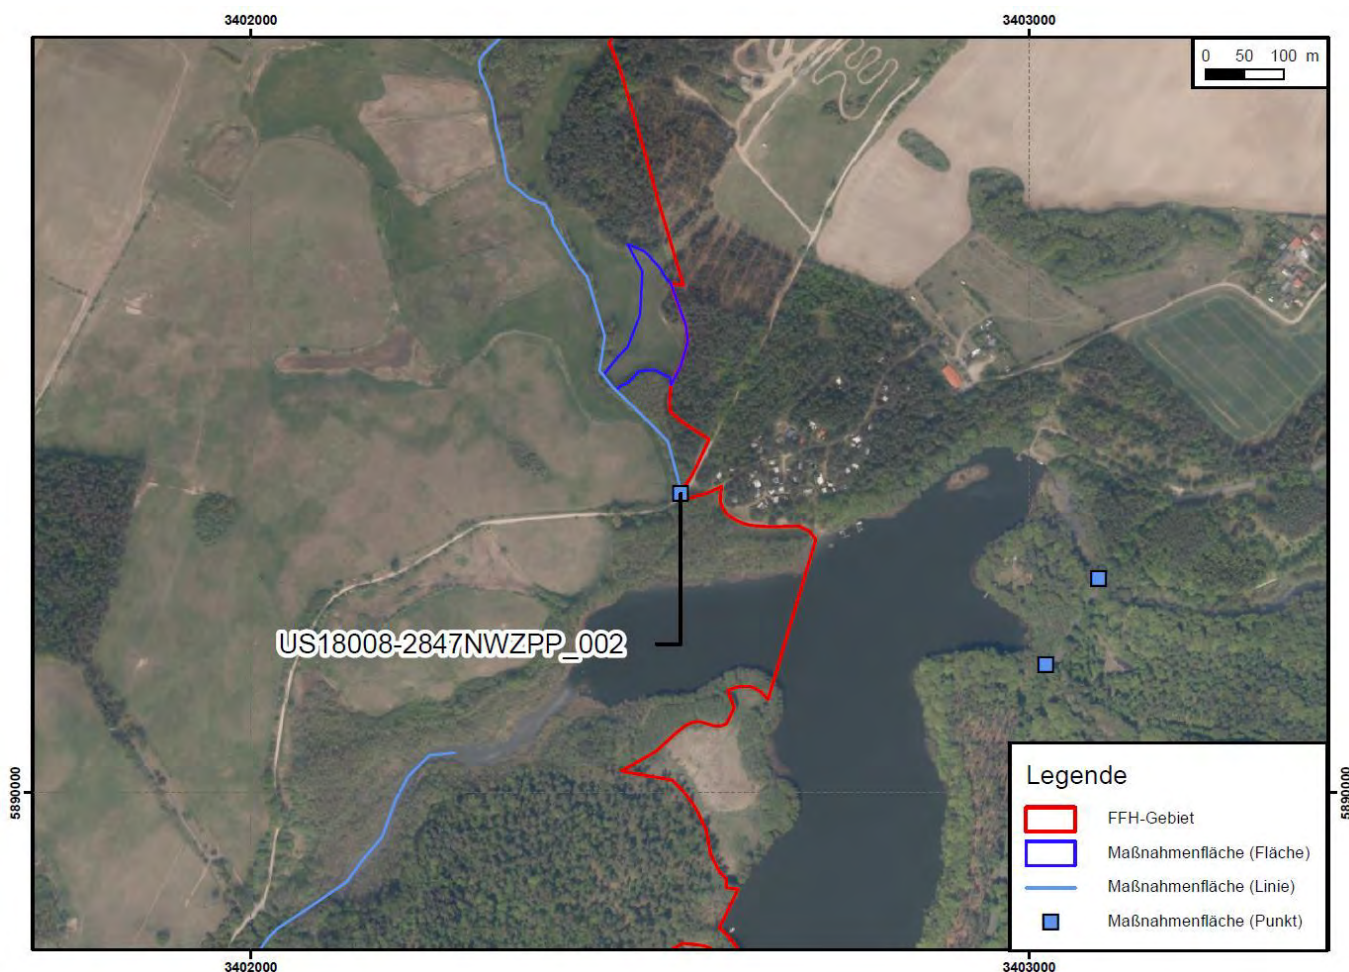 3402000 3403000
0 50 100 m
US18008-2847NWZPP_002
5890000 5890000
Legende
FFH-Gebiet
Maßnahmenfläche (Fläche)
Maßnahmenfläche (Linie)
Maßnahmenfläche (Punkt)
3402000 3403000